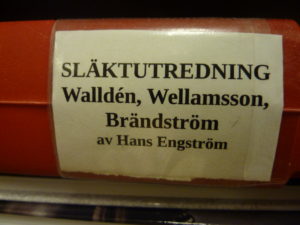 SLÄKTUTREDNING
Walldén, Wellamsson,
Brändström
av Hans Engström